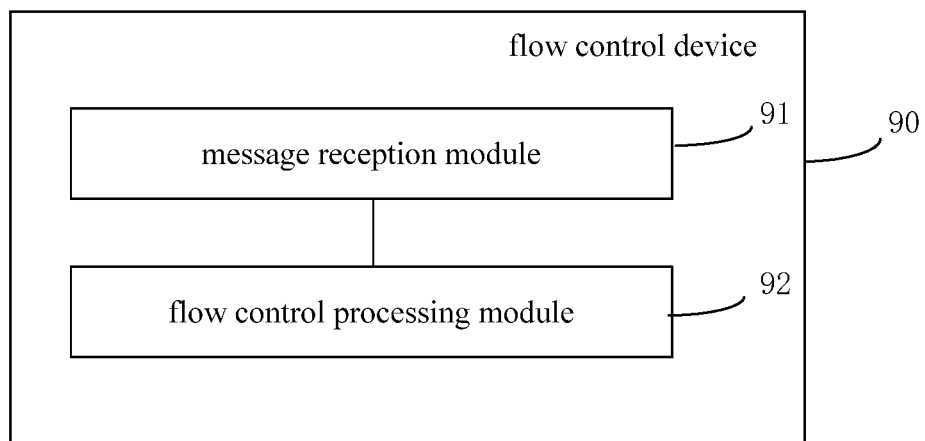 flow control device
91
90
message reception module
92
flow control processing module